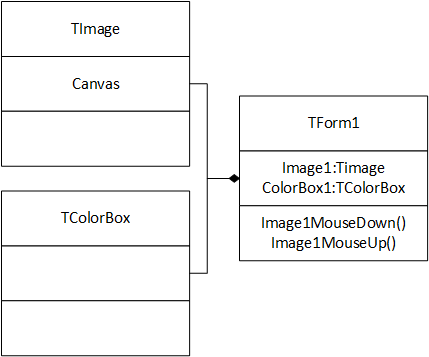 TImage
Canvas
TColorBox
TForm1
Image1:Timage
ColorBox1:TColorBox
Image1MouseDown()
Image1MouseUp()